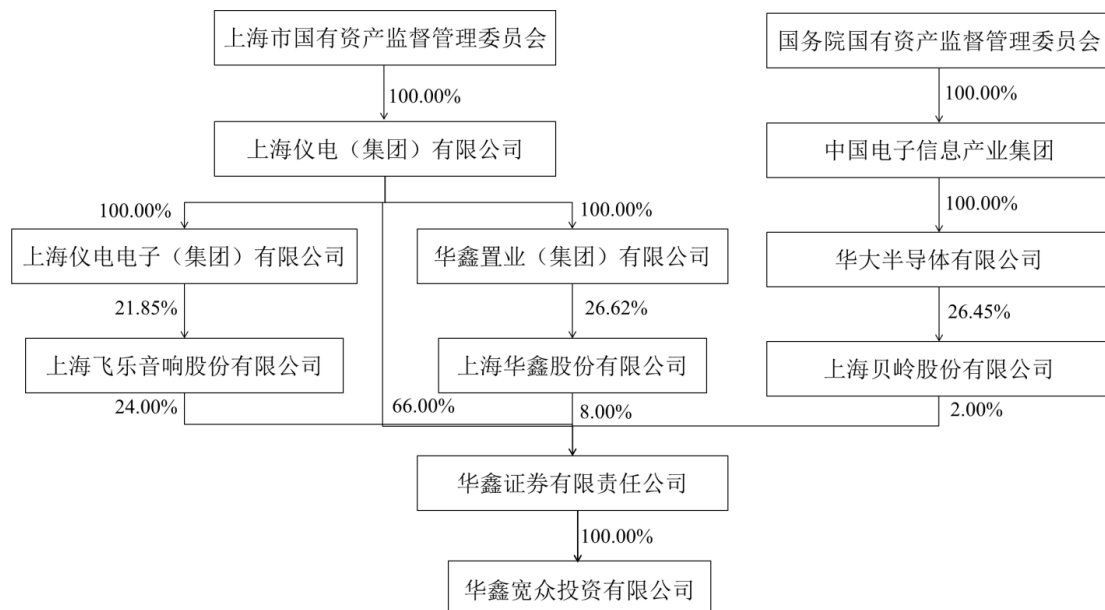 上海市国有资产监督管理委员会
国务院国有资产监督管理委员会
100.00%
100.00%
上海仪电（集团）有限公司
中国电子信息产业集团
100.00%
100.00%
100.00%
上海仪电电子（集团）有限公司
华鑫置业（集团）有限公司
华大半导体有限公司
21.85%
26.62%
26.45%
上海飞乐音响股份有限公司
上海华鑫股份有限公司
上海贝岭股份有限公司
24.00%
66.00%
8.00%
2.00%
华鑫证券有限责任公司
100.00%
华鑫宽众投资有限公司